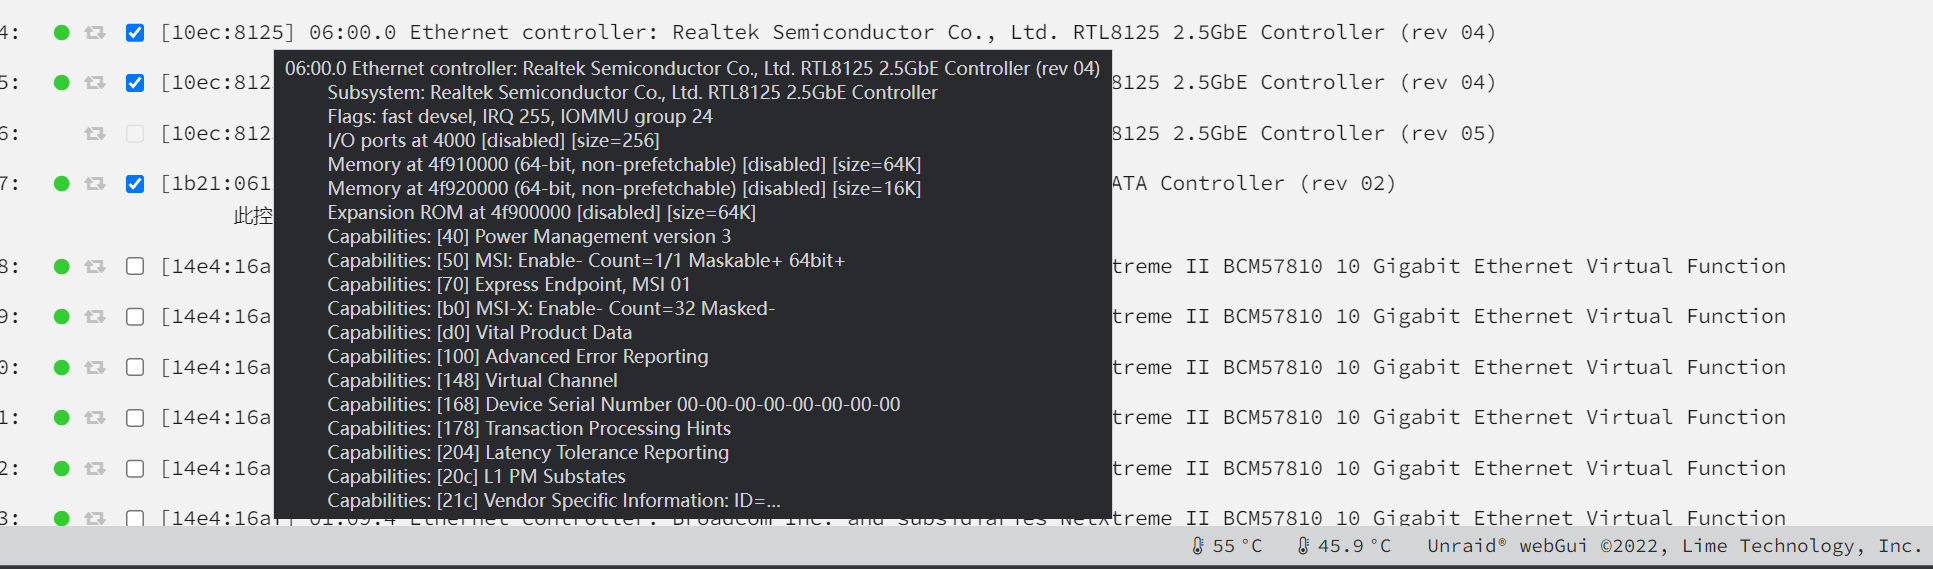 4: [10ec:8125] 06:00.0 Ethernet controller: Realtek Semiconductor Co., Ltd. RTL8125 2.5GbE Controller (rev 04)
06:00.0 Ethernet controller: Realtek Semiconductor Co., Ltd. RTL8125 2.5GbE Controller (rev 04)
Subsystem: Realtek Semiconductor Co., Ltd. RTL8125 2.5GbE Controller
Flags: fast devsel, IRQ 255, IOMMU group 24
I/O ports at 4000 [disabled] [size=256]
Memory at 4f910000 (64-bit, non-prefetchable) [disabled] [size=64K]
Memory at 4f920000 (64-bit, non-prefetchable) [disabled] [size=16K]
Expansion ROM at 4f900000 [disabled] [size=64K]
Capabilities: [40] Power Management version 3
Capabilities: [50] MSI: Enable- Count=1/1 Maskable+ 64bit+
Capabilities: [70] Express Endpoint, MSI 01
Capabilities: [b0] MSI-X: Enable- Count=32 Masked-
Capabilities: [d0] Vital Product Data
Capabilities: [100] Advanced Error Reporting
Capabilities: [148] Virtual Channel
Capabilities: [168] Device Serial Number 00-00-00-00-00-00-00-00
Capabilities: [178] Transaction Processing Hints
Capabilities: [204] Latency Tolerance Reporting
Capabilities: [20c] L1 PM Substates
Capabilities: [21c] Vendor Specific Information: ID=...
5: [10ec:812 8125 2.5GbE Controller (rev 04)
6: [10ec:812 8125 2.5GbE Controller (rev 05)
7: [1b21:061 ATA Controller (rev 02)
此控
8: [14e4:16a treme II BCM57810 10 Gigabit Ethernet Virtual Function
9: [14e4:16a treme II BCM57810 10 Gigabit Ethernet Virtual Function
0: [14e4:16a treme II BCM57810 10 Gigabit Ethernet Virtual Function
1: [14e4:16a treme II BCM57810 10 Gigabit Ethernet Virtual Function
2: [14e4:16a treme II BCM57810 10 Gigabit Ethernet Virtual Function
3: [14e4:16af] 01:09.4 Ethernet controller: Broadcom Inc. and subsidiaries NetXtreme II BCM57810 10 Gigabit Ethernet Virtual Function
55 °C 45.9 °C Unraid® webGui ©2022, Lime Technology, Inc.